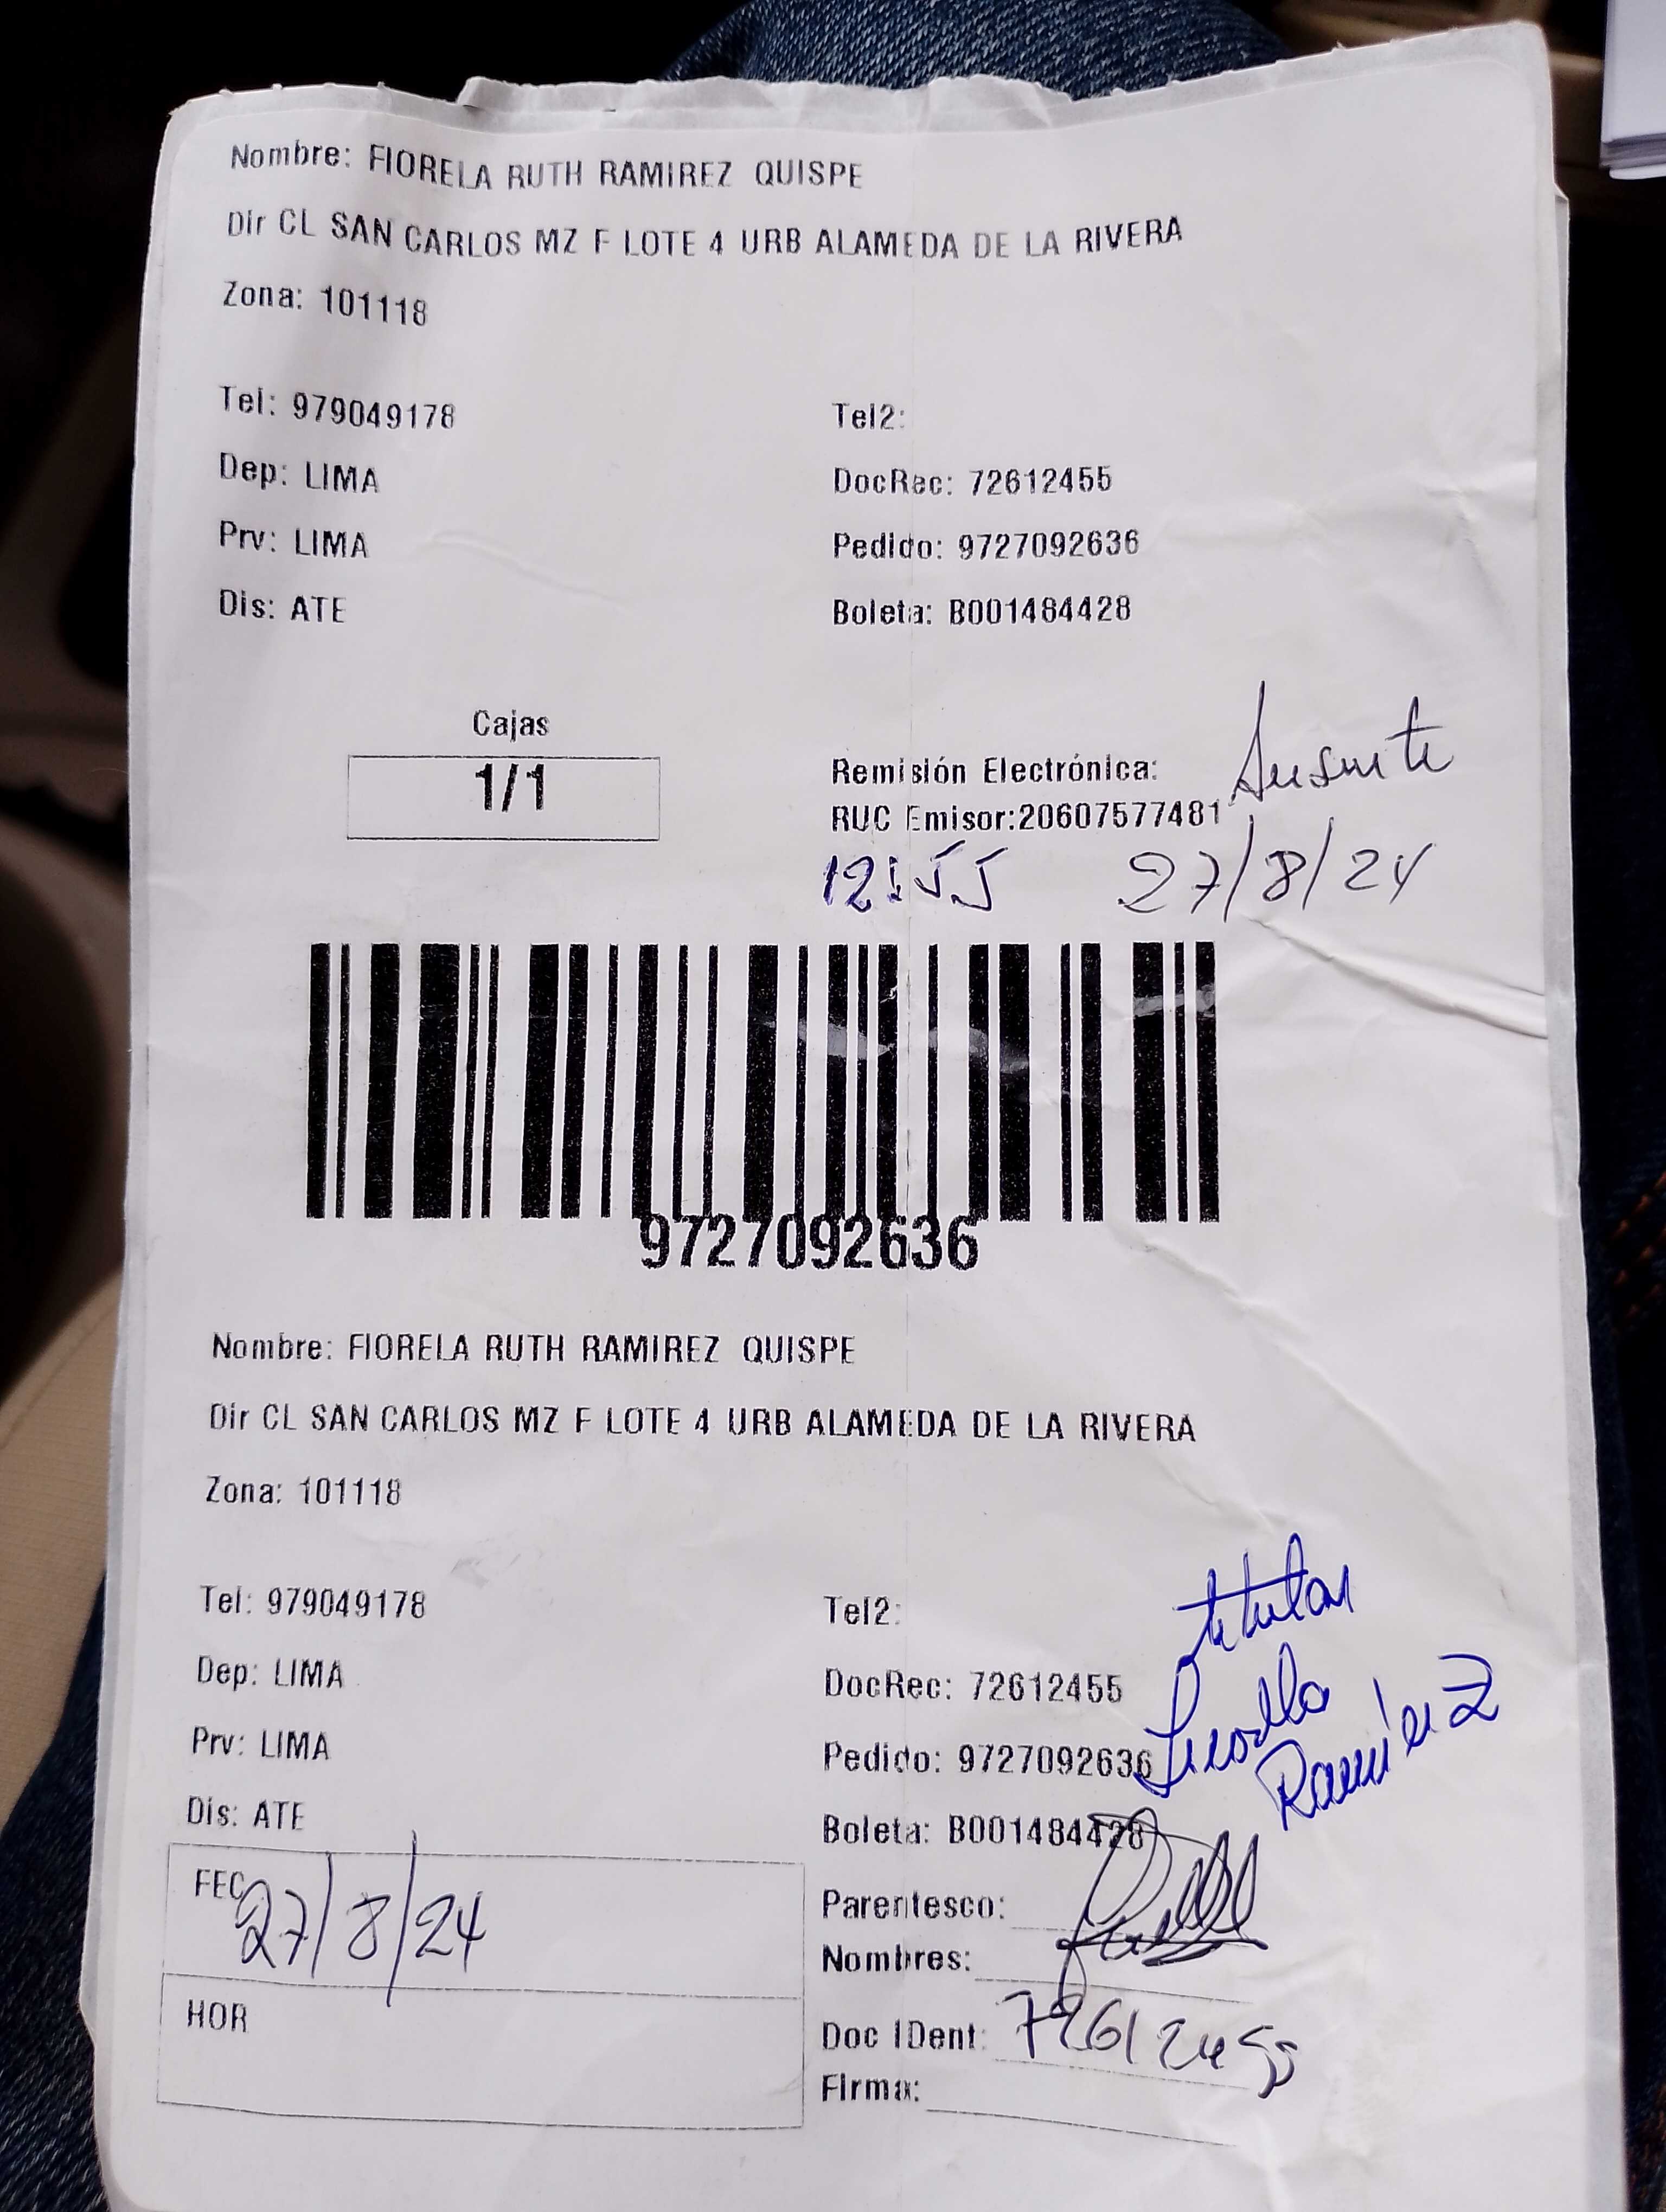 Nombre: FIORELA RUTH RAMIREZ QUISPE
Dir CL SAN CARLOS MZ F LOTE 4 URB ALAMEDA DE LA RIVERA
Zona: 101118
Tel: 979049178 Tel2:
Dep: LIMA DocRec: 72612455
Prv: LIMA Pedido: 9727092636
Dis: ATE Boleta: B001484428
Cajas
1/1
Remisión Electrónica: Ausente
RUC Emisor:20607577481
12:55 27/8/24
9727092636
Nombre: FIORELA RUTH RAMIREZ QUISPE
Dir CL SAN CARLOS MZ F LOTE 4 URB ALAMEDA DE LA RIVERA
Zona: 101118
Tel: 979049178 Tel2: titular
Dep: LIMA DocRec: 72612455
Prv: LIMA Pedido: 9727092636 Ramirez
Dis: ATE Boleta: B001484428
FEC 27/8/24 Parentesco:
Nombres:
HOR Doc IDent: 72612455
Firma: